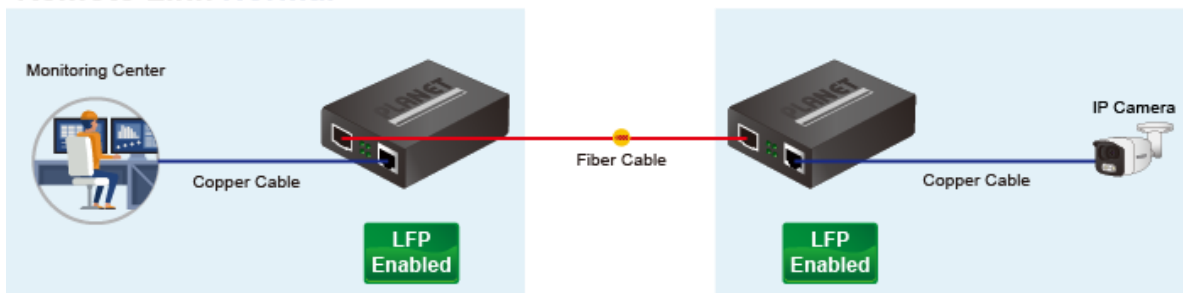 Monitoring Center
PLANET
PLANET
IP Camera
Fiber Cable
Copper Cable
Copper Cable
LFP
Enabled
LFP
Enabled